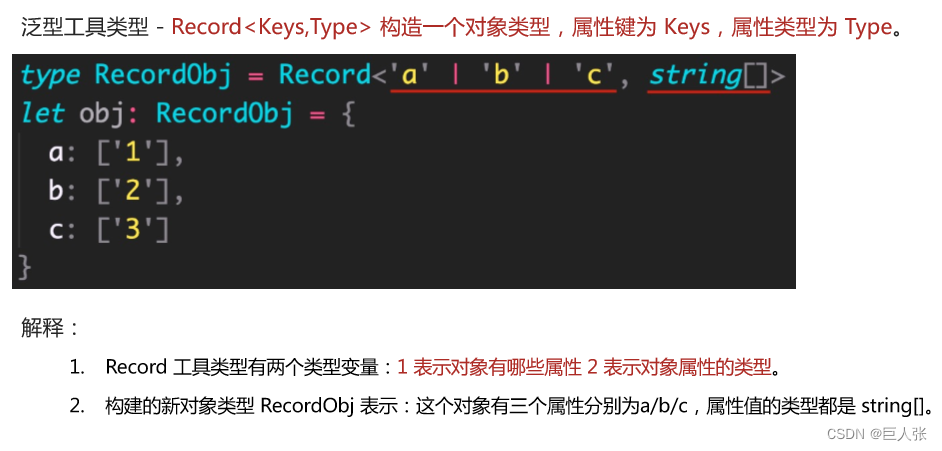 泛型工具类型 - Record<Keys,Type> 构造一个对象类型，属性键为 Keys，属性类型为 Type。
type RecordObj = Record<'a' | 'b' | 'c', string[]>
let obj: RecordObj = {
a: ['1'],
b: ['2'],
c: ['3']
}
解释：
1. Record 工具类型有两个类型变量：1 表示对象有哪些属性 2 表示对象属性的类型。
2. 构建的新对象类型 RecordObj 表示：这个对象有三个属性分别为a/b/c，属性值的类型都是 string[]。
CSDN @巨人张